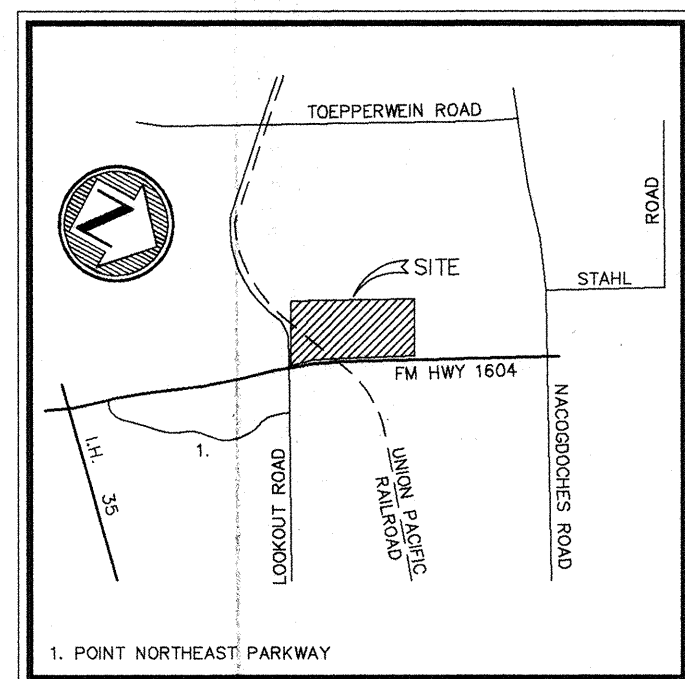 TOEPPERWEIN ROAD
ROAD
N
SITE
STAHL
FM HWY 1604
I.H. 35
1.
LOOKOUT ROAD
UNION PACIFIC
RAILROAD
NACOGDOCHES ROAD
1. POINT NORTHEAST PARKWAY